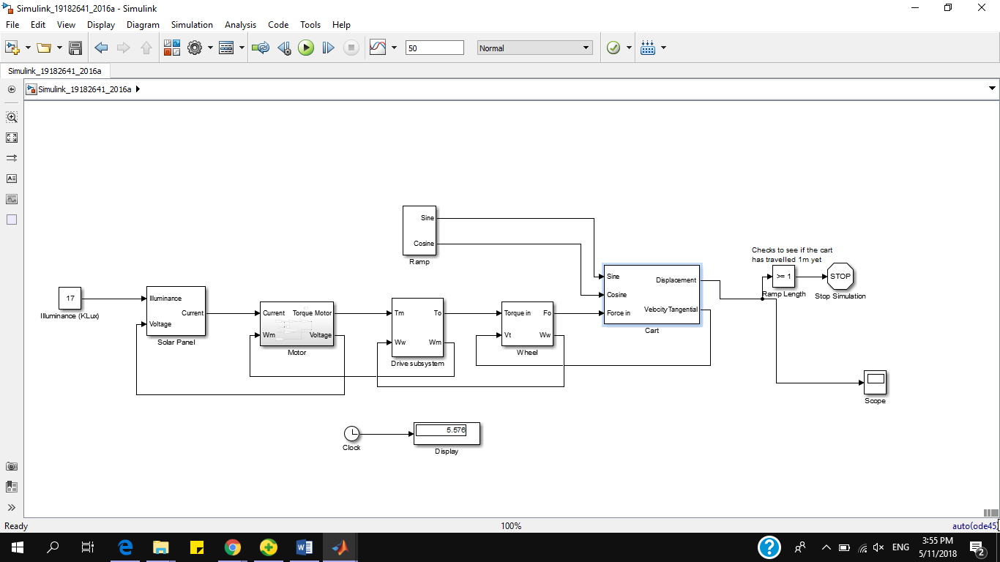 Simulink_19182641_2016a - Simulink
File Edit View Display Diagram Simulation Analysis Code Tools Help
50 Normal
Simulink_19182641_2016a
Simulink_19182641_2016a
Sine
Cosine
Ramp
Checks to see if the cart
has travelled 1m yet
>= 1
Ramp Length
STOP
Stop Simulation
Sine
Cosine
Force in
Displacement
Velocity Tangential
Cart
17
Illuminance (KLux)
Illuminance
Voltage
Current
Solar Panel
Current
Wm
Torque Motor
Voltage
Motor
Tm
Ww
To
Wm
Drive subsystem
Torque in
Vt
Fo
Ww
Wheel
Scope
Clock
5.576
Display
Ready 100% auto(ode45)
ENG 3:55 PM
5/11/2018 2